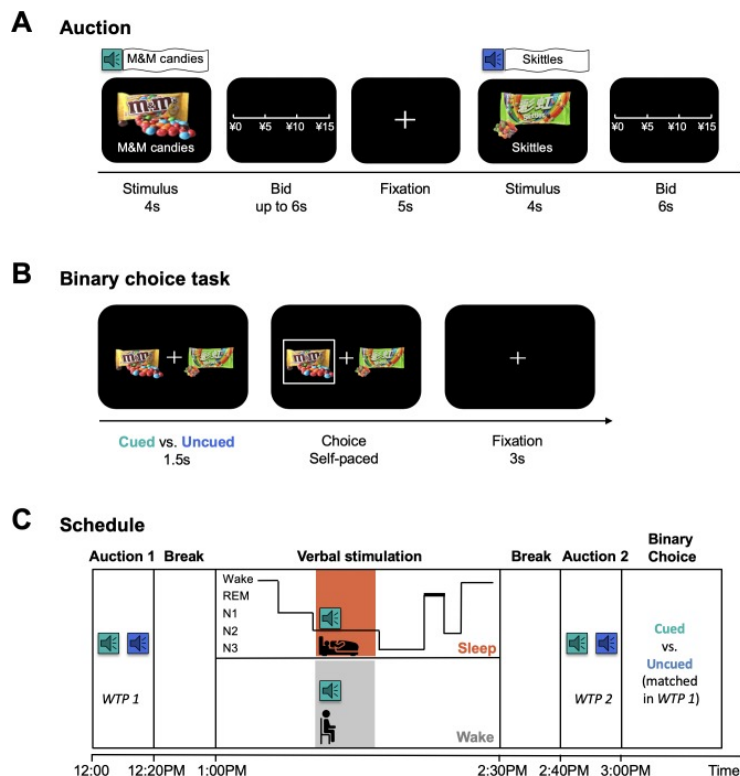 A Auction
M&M candies
Skittles
m&m's
M&M candies
¥0 ¥5 ¥10 ¥15
Skittles
¥0 ¥5 ¥10 ¥15
Stimulus Bid Fixation Stimulus Bid
4s up to 6s 5s 4s 6s
B Binary choice task
m&m's
m&m's
Cued vs. Uncued Choice Fixation
1.5s Self-paced 3s
C Schedule
Auction 1 Break Verbal stimulation Break Auction 2 Binary
Choice
Wake
REM
N1
N2
N3
Sleep
Wake
WTP 1
WTP 2
Cued
vs.
Uncued
(matched
in WTP 1)
12:00 12:20PM 1:00PM 2:30PM 2:40PM 3:00PM Time